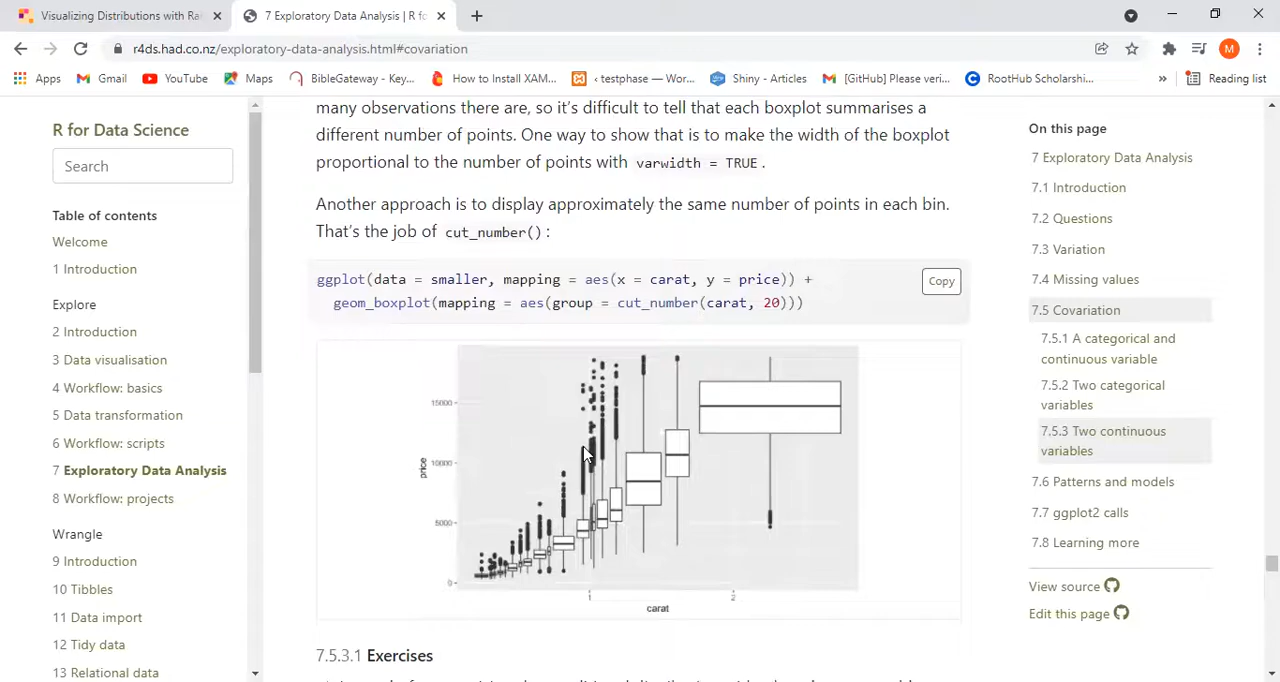 Visualizing Distributions with Rai
7 Exploratory Data Analysis | R fo
r4ds.had.co.nz/exploratory-data-analysis.html#covariation
M
Apps
Gmail
YouTube
Maps
BibleGateway - Key...
How to Install XAM...
‹ testphase — Wor...
Shiny - Articles
[GitHub] Please veri...
RootHub Scholarshi...
»
Reading list
R for Data Science
Search
Table of contents
Welcome
1 Introduction
Explore
2 Introduction
3 Data visualisation
4 Workflow: basics
5 Data transformation
6 Workflow: scripts
7 Exploratory Data Analysis
8 Workflow: projects
Wrangle
9 Introduction
10 Tibbles
11 Data import
12 Tidy data
13 Relational data
many observations there are, so it's difficult to tell that each boxplot summarises a
different number of points. One way to show that is to make the width of the boxplot
proportional to the number of points with varwidth = TRUE.
Another approach is to display approximately the same number of points in each bin.
That's the job of cut_number():
ggplot(data = smaller, mapping = aes(x = carat, y = price)) +
geom_boxplot(mapping = aes(group = cut_number(carat, 20)))
Copy
15000
10000
5000
0
price
1
2
carat
7.5.3.1 Exercises
On this page
7 Exploratory Data Analysis
7.1 Introduction
7.2 Questions
7.3 Variation
7.4 Missing values
7.5 Covariation
7.5.1 A categorical and
continuous variable
7.5.2 Two categorical
variables
7.5.3 Two continuous
variables
7.6 Patterns and models
7.7 ggplot2 calls
7.8 Learning more
View source
Edit this page